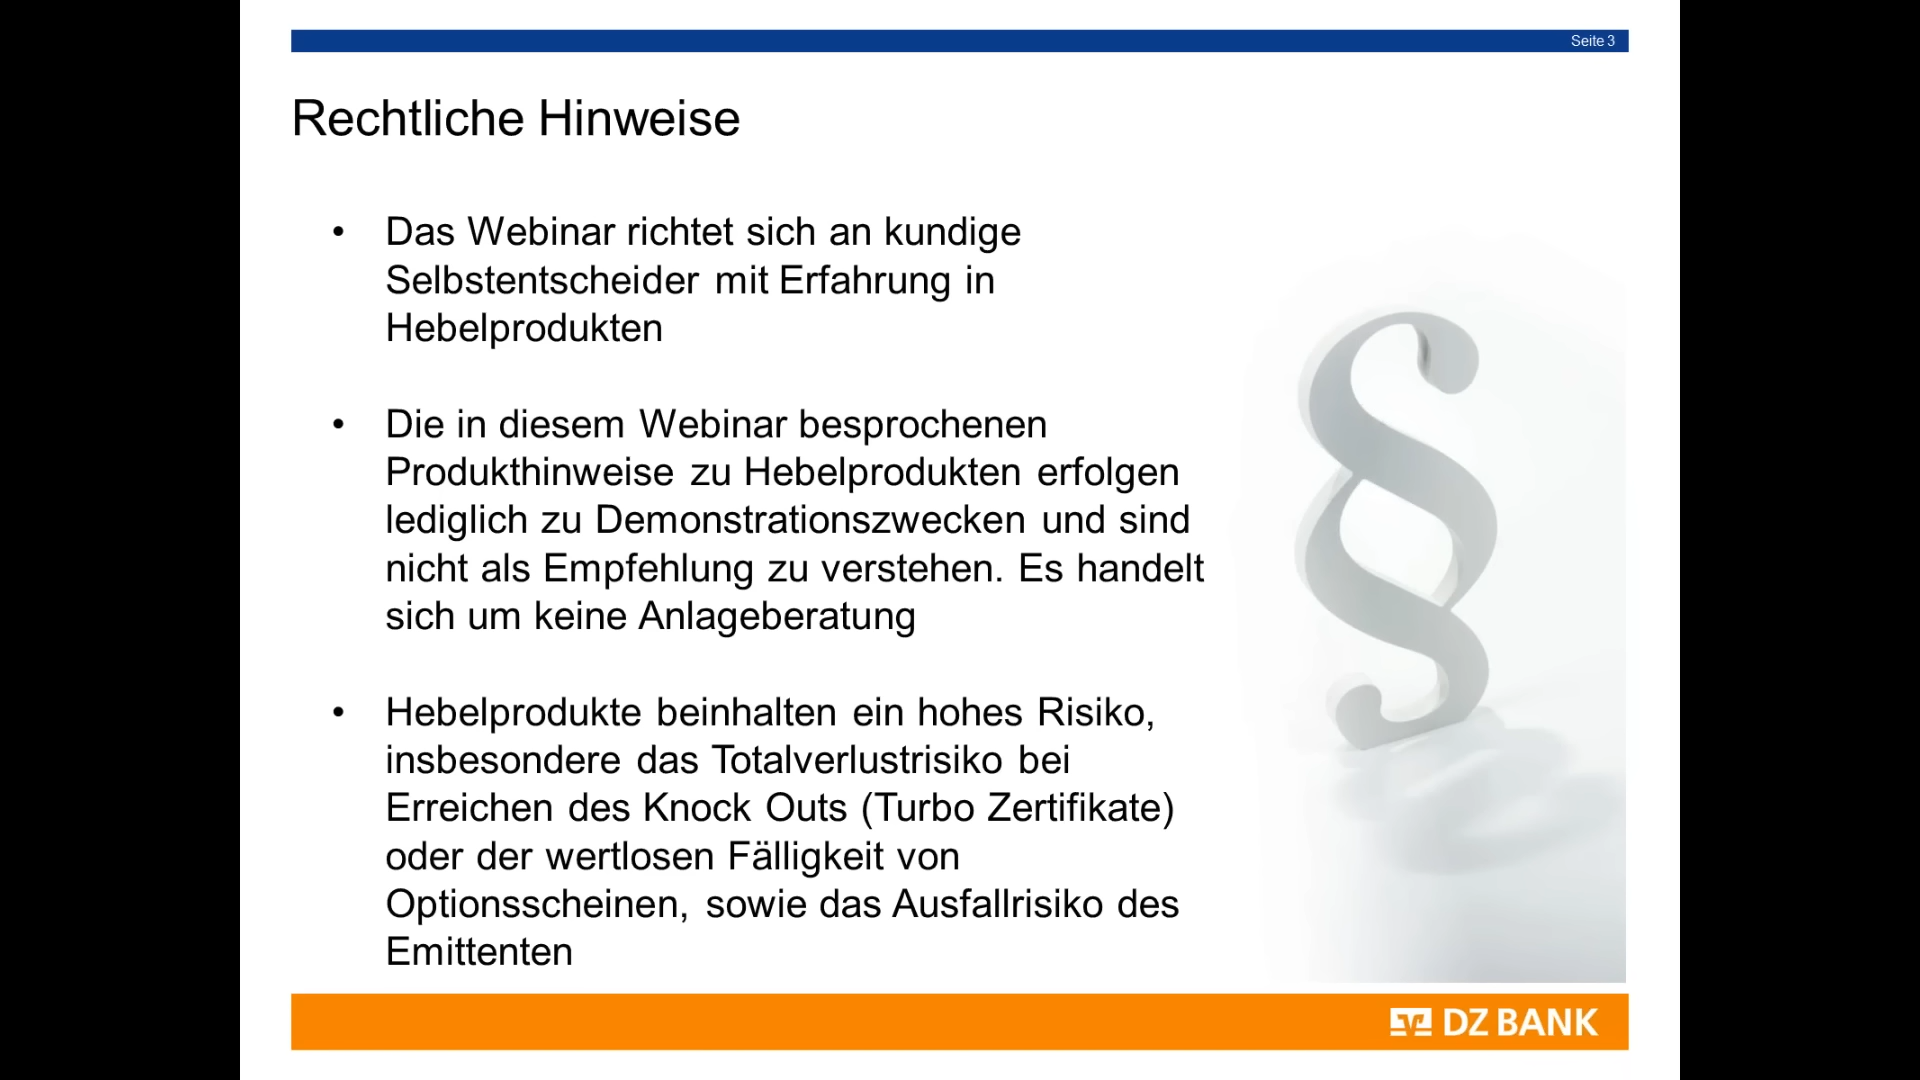 Seite 3
Rechtliche Hinweise
• Das Webinar richtet sich an kundige
Selbstentscheider mit Erfahrung in
Hebelprodukten
• Die in diesem Webinar besprochenen
Produkthinweise zu Hebelprodukten erfolgen
lediglich zu Demonstrationszwecken und sind
nicht als Empfehlung zu verstehen. Es handelt
sich um keine Anlageberatung
• Hebelprodukte beinhalten ein hohes Risiko,
insbesondere das Totalverlustrisiko bei
Erreichen des Knock Outs (Turbo Zertifikate)
oder der wertlosen Fälligkeit von
Optionsscheinen, sowie das Ausfallrisiko des
Emittenten
§
DZ BANK